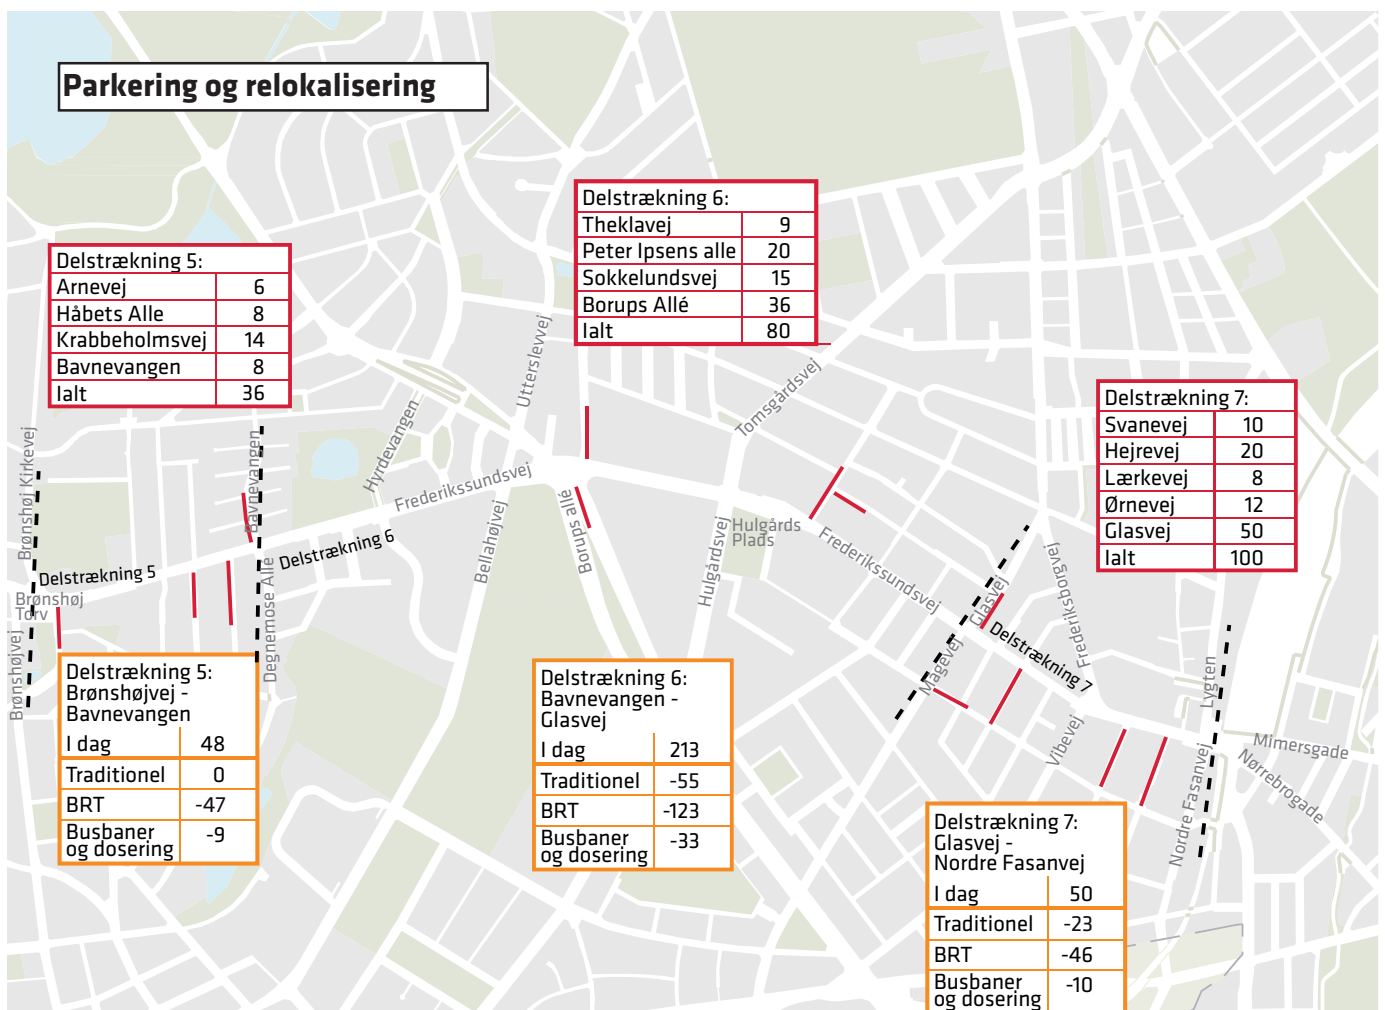 Parkering og relokalisering
Delstrækning 6:
Theklavej 9
Peter Ipsens alle 20
Sokkelundsvej 15
Borups Allé 36
Ialt 80
Delstrækning 5:
Arnevej 6
Håbets Alle 8
Krabbeholmsvej 14
Bavnevangen 8
Ialt 36
Delstrækning 7:
Svanevej 10
Hejrevej 20
Lærkevej 8
Ørnevej 12
Glasvej 50
Ialt 100
Utterslevvej
Tomsgårdsvej
Hyrdevangen
Brønshøj Kirkevej
Bavnevangen
Frederikssundsvej
Borups allé
Bellahøjvej
Hulgårdsvej
Hulgårds
Plads
Frederikssundsvej
Delstrækning 6
Delstrækning 5
Brønshøj
Torv
Degnemose Alle
Brønshøjvej
Glasvej
Frederiksborgvej
Magevej
Delstrækning 7
Vibevej
Lygten
Mimersgade
Nørrebrogade
Nordre Fasanvej
Delstrækning 5:
Brønshøjvej -
Bavnevangen
I dag 48
Traditionel 0
BRT -47
Busbaner
og dosering -9
Delstrækning 6:
Bavnevangen -
Glasvej
I dag 213
Traditionel -55
BRT -123
Busbaner
og dosering -33
Delstrækning 7:
Glasvej -
Nordre Fasanvej
I dag 50
Traditionel -23
BRT -46
Busbaner
og dosering -10